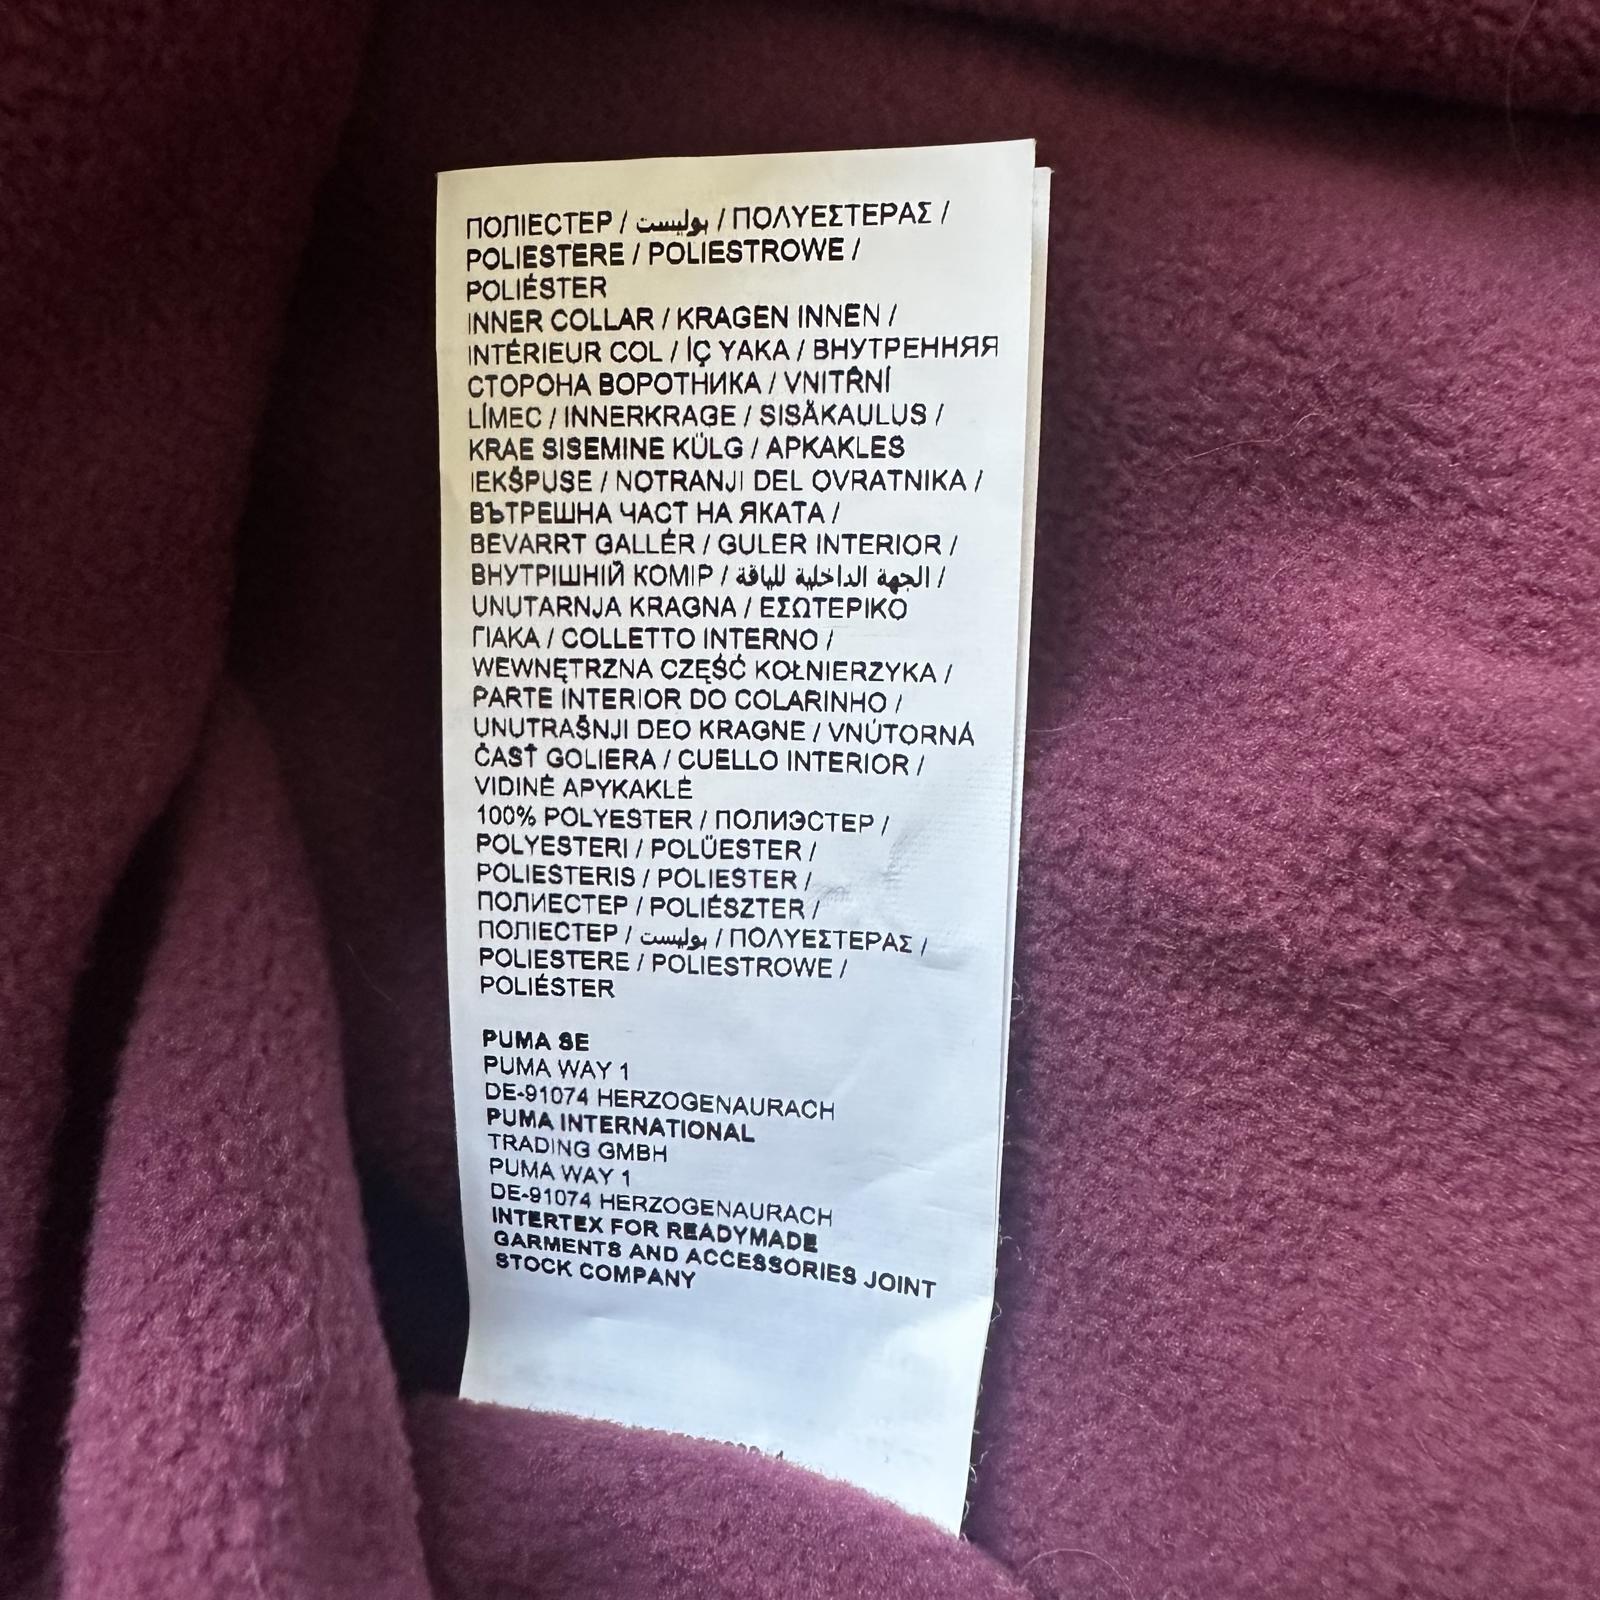 ПОЛІЕСТЕР / بوليست / ΠΟΛΥΕΣΤΕΡΑΣ /
POLIESTERE / POLIESTROWE /
POLIÉSTER
INNER COLLAR / KRAGEN INNEN /
INTÉRIEUR COL / İÇ YAKA / ВНУТРЕННЯЯ
СТОРОНА ВОРОТНИКА / VNITŘNÍ
LÍMEC / INNERKRAGE / SISÄKAULUS /
KRAE SISEMINE KÜLG / APKAKLES
IEKŠPUSE / NOTRANJI DEL OVRATNIKA /
ВЪТРЕШНА ЧАСТ НА ЯКАТА /
BEVARRT GALLÉR / GULER INTERIOR /
ВНУТРІШНІЙ КОМІР / الجهة الداخلية للياقة /
UNUTARNJA KRAGNA / ΕΣΩΤΕΡΙΚΟ
ΓΙΑΚΑ / COLLETTO INTERNO /
WEWNĘTRZNA CZĘŚĆ KOŁNIERZYKA /
PARTE INTERIOR DO COLARINHO /
UNUTRAŠNJI DEO KRAGNE / VNÚTORNÁ
ČASŤ GOLIERA / CUELLO INTERIOR /
VIDINĖ APYKAKLĖ
100% POLYESTER / ПОЛИЭСТЕР /
POLYESTERI / POLÜESTER /
POLIESTERIS / POLIESTER /
ПОЛИЕСТЕР / POLIÉSZTER /
ПОЛІЕСТЕР / بوليست / ΠΟΛΥΕΣΤΕΡΑΣ /
POLIESTERE / POLIESTROWE /
POLIÉSTER
PUMA SE
PUMA WAY 1
DE-91074 HERZOGENAURACH
PUMA INTERNATIONAL
TRADING GMBH
PUMA WAY 1
DE-91074 HERZOGENAURACH
INTERTEX FOR READYMADE
GARMENTS AND ACCESSORIES JOINT
STOCK COMPANY